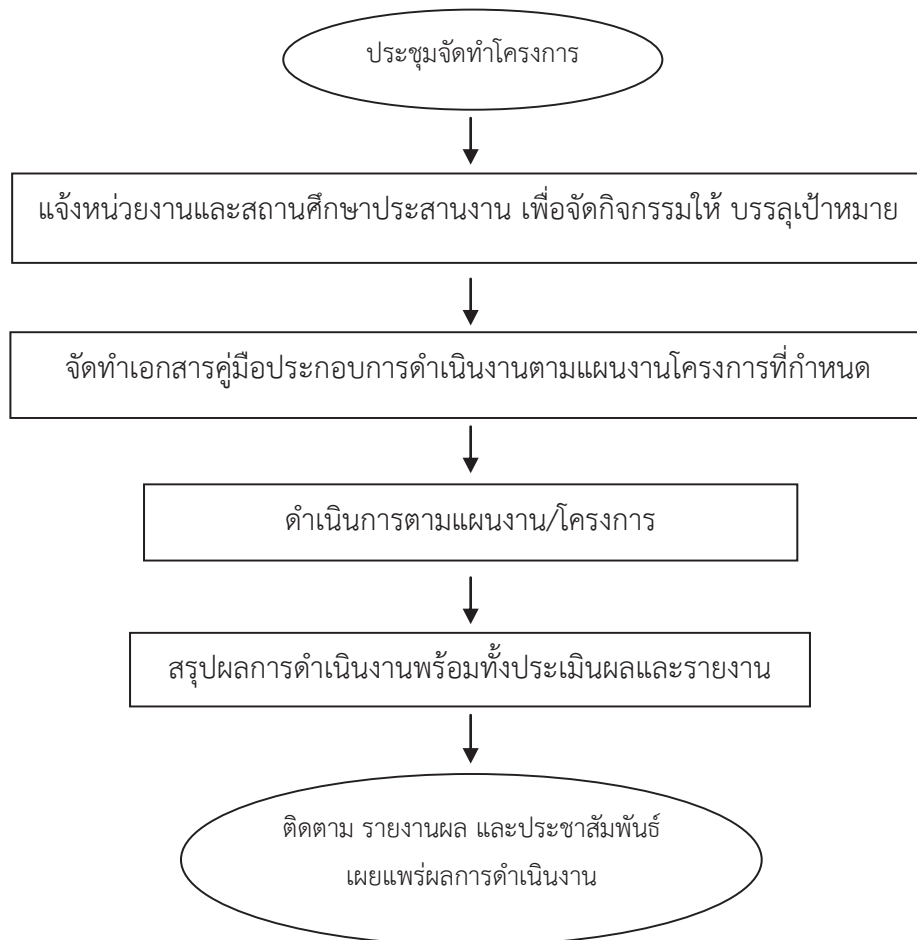 ประชุมจัดทำโครงการ
แจ้งหน่วยงานและสถานศึกษาประสานงาน เพื่อจัดกิจกรรมให้ บรรลุเป้าหมาย
จัดทำเอกสารคู่มือประกอบการดำเนินงานตามแผนงานโครงการที่กำหนด
ดำเนินการตามแผนงาน/โครงการ
สรุปผลการดำเนินงานพร้อมทั้งประเมินผลและรายงาน
ติดตาม รายงานผล และประชาสัมพันธ์
เผยแพร่ผลการดำเนินงาน